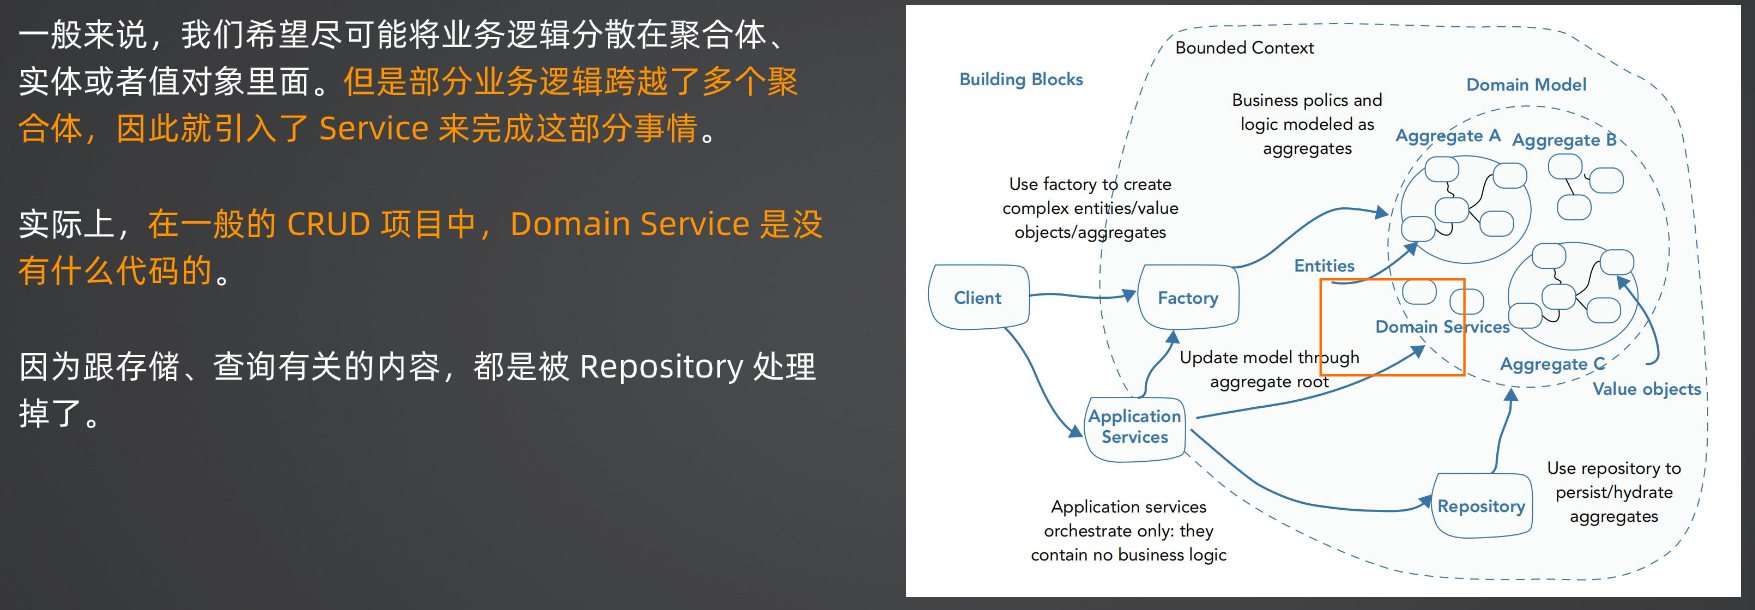 一般来说，我们希望尽可能将业务逻辑分散在聚合体、
实体或者值对象里面。但是部分业务逻辑跨越了多个聚
合体，因此就引入了 Service 来完成这部分事情。
实际上，在一般的 CRUD 项目中，Domain Service 是没
有什么代码的。
因为跟存储、查询有关的内容，都是被 Repository 处理
掉了。
Bounded Context
Building Blocks
Domain Model
Business polics and
logic modeled as
aggregates
Aggregate A
Aggregate B
Use factory to create
complex entities/value
objects/aggregates
Entities
Client
Factory
Domain Services
Update model through
aggregate root
Aggregate C
Value objects
Application
Services
Use repository to
persist/hydrate
aggregates
Repository
Application services
orchestrate only: they
contain no business logic